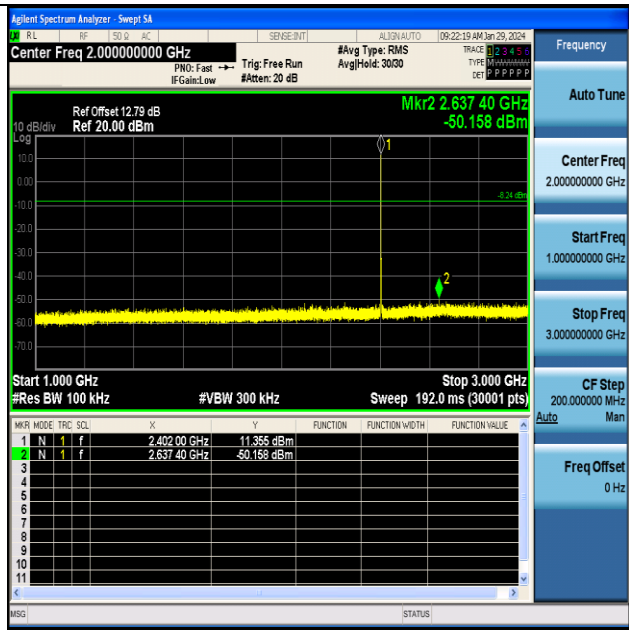 Agilent Spectrum Analyzer - Swept SA
RL RF 50 Ω AC SENSE:INT ALIGNAUTO 09:22:19 AM Jan 29, 2024
Center Freq 2.000000000 GHz #Avg Type: RMS TRACE 1 2 3 4 5 6
PNO: Fast Trig: Free Run Avg|Hold: 30/30 TYPE M
IFGain:Low #Atten: 20 dB DET P P P P P P
Ref Offset 12.79 dB Mkr2 2.637 40 GHz
10 dB/div Ref 20.00 dBm -50.158 dBm
Log
10.0
0.00
-10.0
-20.0
-30.0
-40.0
-50.0
-60.0
-70.0
1
-8.24 dBm
2
Start 1.000 GHz Stop 3.000 GHz
#Res BW 100 kHz #VBW 300 kHz Sweep 192.0 ms (30001 pts)
MKR MODE TRC SCL X Y FUNCTION FUNCTION WIDTH FUNCTION VALUE
1 N 1 f 2.402 00 GHz 11.355 dBm
2 N 1 f 2.637 40 GHz -50.158 dBm
3
4
5
6
7
8
9
10
11
MSG STATUS
Frequency
Auto Tune
Center Freq
2.000000000 GHz
Start Freq
1.000000000 GHz
Stop Freq
3.000000000 GHz
CF Step
200.000000 MHz
Auto Man
Freq Offset
0 Hz